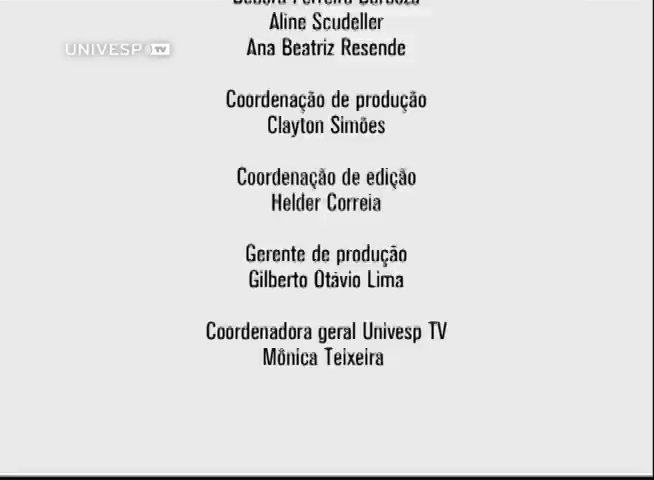 Aline Scudeller
UNIVESP TV
Ana Beatriz Resende
Coordenação de produção
Clayton Simões
Coordenação de edição
Helder Correia
Gerente de produção
Gilberto Otávio Lima
Coordenadora geral Univesp TV
Mônica Teixeira